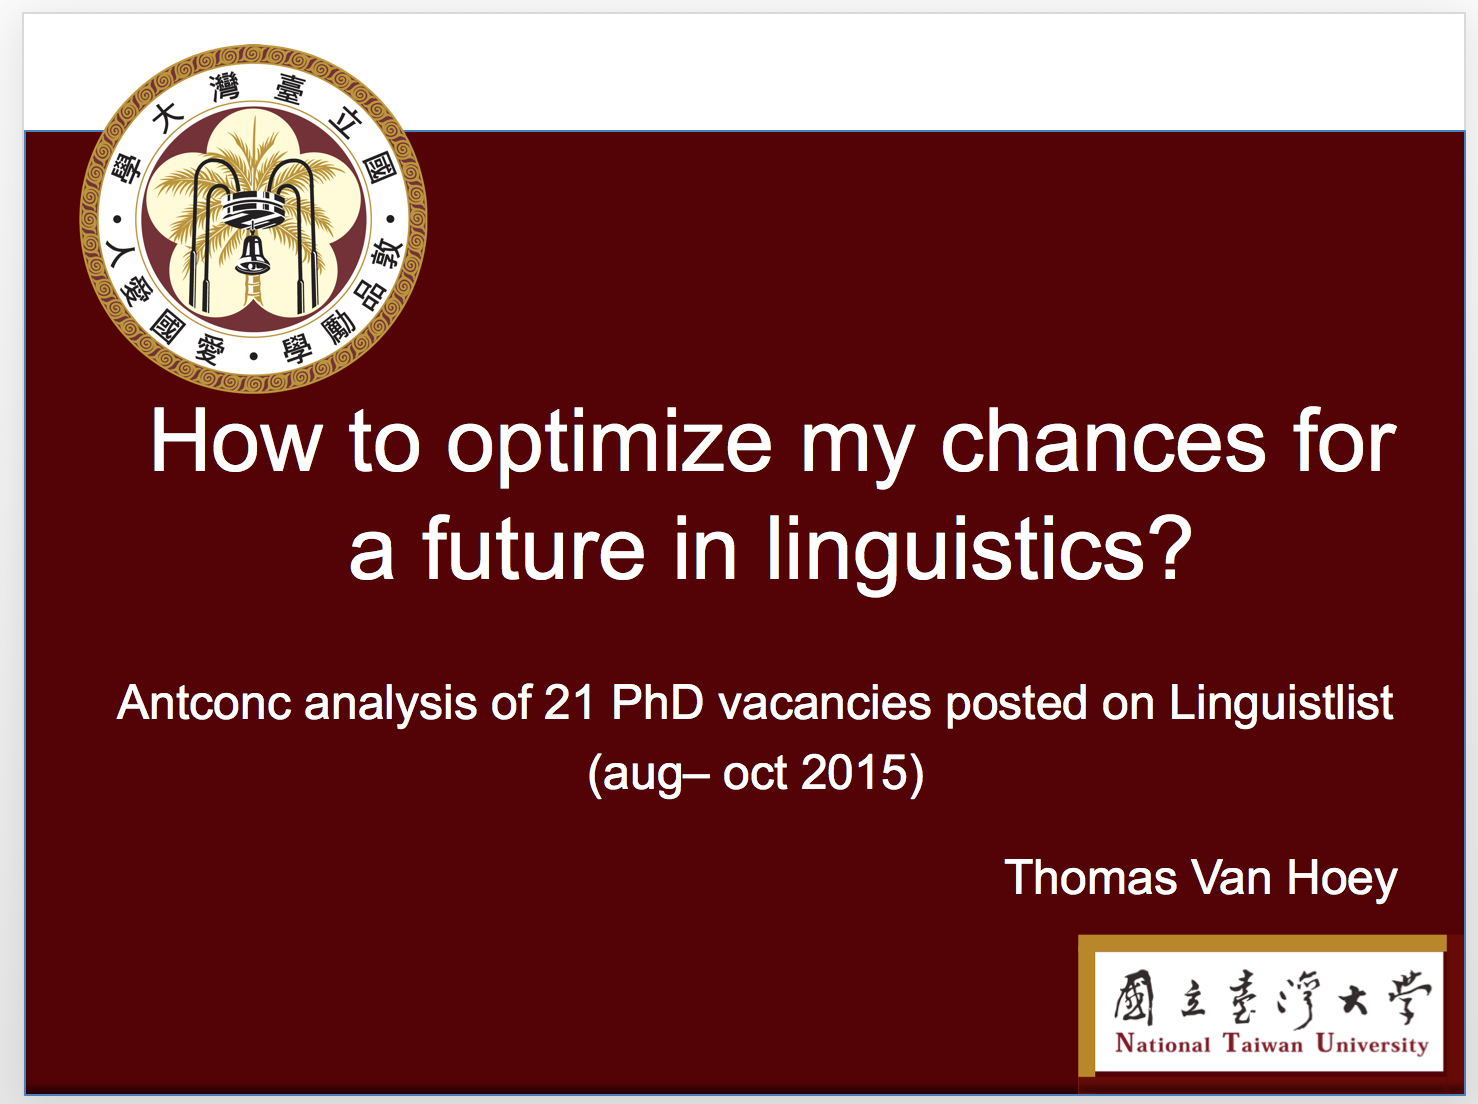 國立臺灣大學
敦品勵學・愛國愛人
How to optimize my chances for
a future in linguistics?
Antconc analysis of 21 PhD vacancies posted on Linguistlist
(aug– oct 2015)
Thomas Van Hoey
國立臺灣大學
National Taiwan University